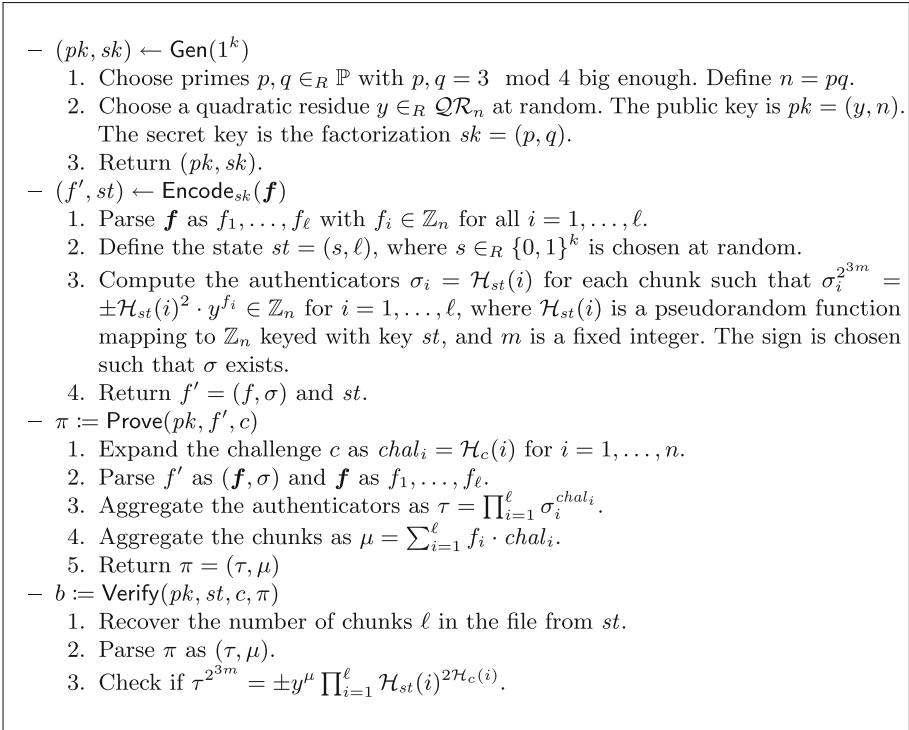 – (pk, sk) ← Gen(1^k)
1. Choose primes p, q ∈_R ℙ with p, q = 3 mod 4 big enough. Define n = pq.
2. Choose a quadratic residue y ∈_R 𝒬ℛ_n at random. The public key is pk = (y, n).
The secret key is the factorization sk = (p, q).
3. Return (pk, sk).
– (f′, st) ← Encode_sk(f)
1. Parse f as f_1, . . . , f_ℓ with f_i ∈ ℤ_n for all i = 1, . . . , ℓ.
2. Define the state st = (s, ℓ), where s ∈_R {0, 1}^k is chosen at random.
3. Compute the authenticators σ_i = ℋ_st(i) for each chunk such that σ_i^{2^{3m}} =
±ℋ_st(i)^2 · y^{f_i} ∈ ℤ_n for i = 1, . . . , ℓ, where ℋ_st(i) is a pseudorandom function
mapping to ℤ_n keyed with key st, and m is a fixed integer. The sign is chosen
such that σ exists.
4. Return f′ = (f, σ) and st.
– π := Prove(pk, f′, c)
1. Expand the challenge c as chal_i = ℋ_c(i) for i = 1, . . . , n.
2. Parse f′ as (f, σ) and f as f_1, . . . , f_ℓ.
3. Aggregate the authenticators as τ = ∏_{i=1}^ℓ σ_i^{chal_i}.
4. Aggregate the chunks as μ = ∑_{i=1}^ℓ f_i · chal_i.
5. Return π = (τ, μ)
– b := Verify(pk, st, c, π)
1. Recover the number of chunks ℓ in the file from st.
2. Parse π as (τ, μ).
3. Check if τ^{2^{3m}} = ±y^μ ∏_{i=1}^ℓ ℋ_st(i)^{2ℋ_c(i)}.